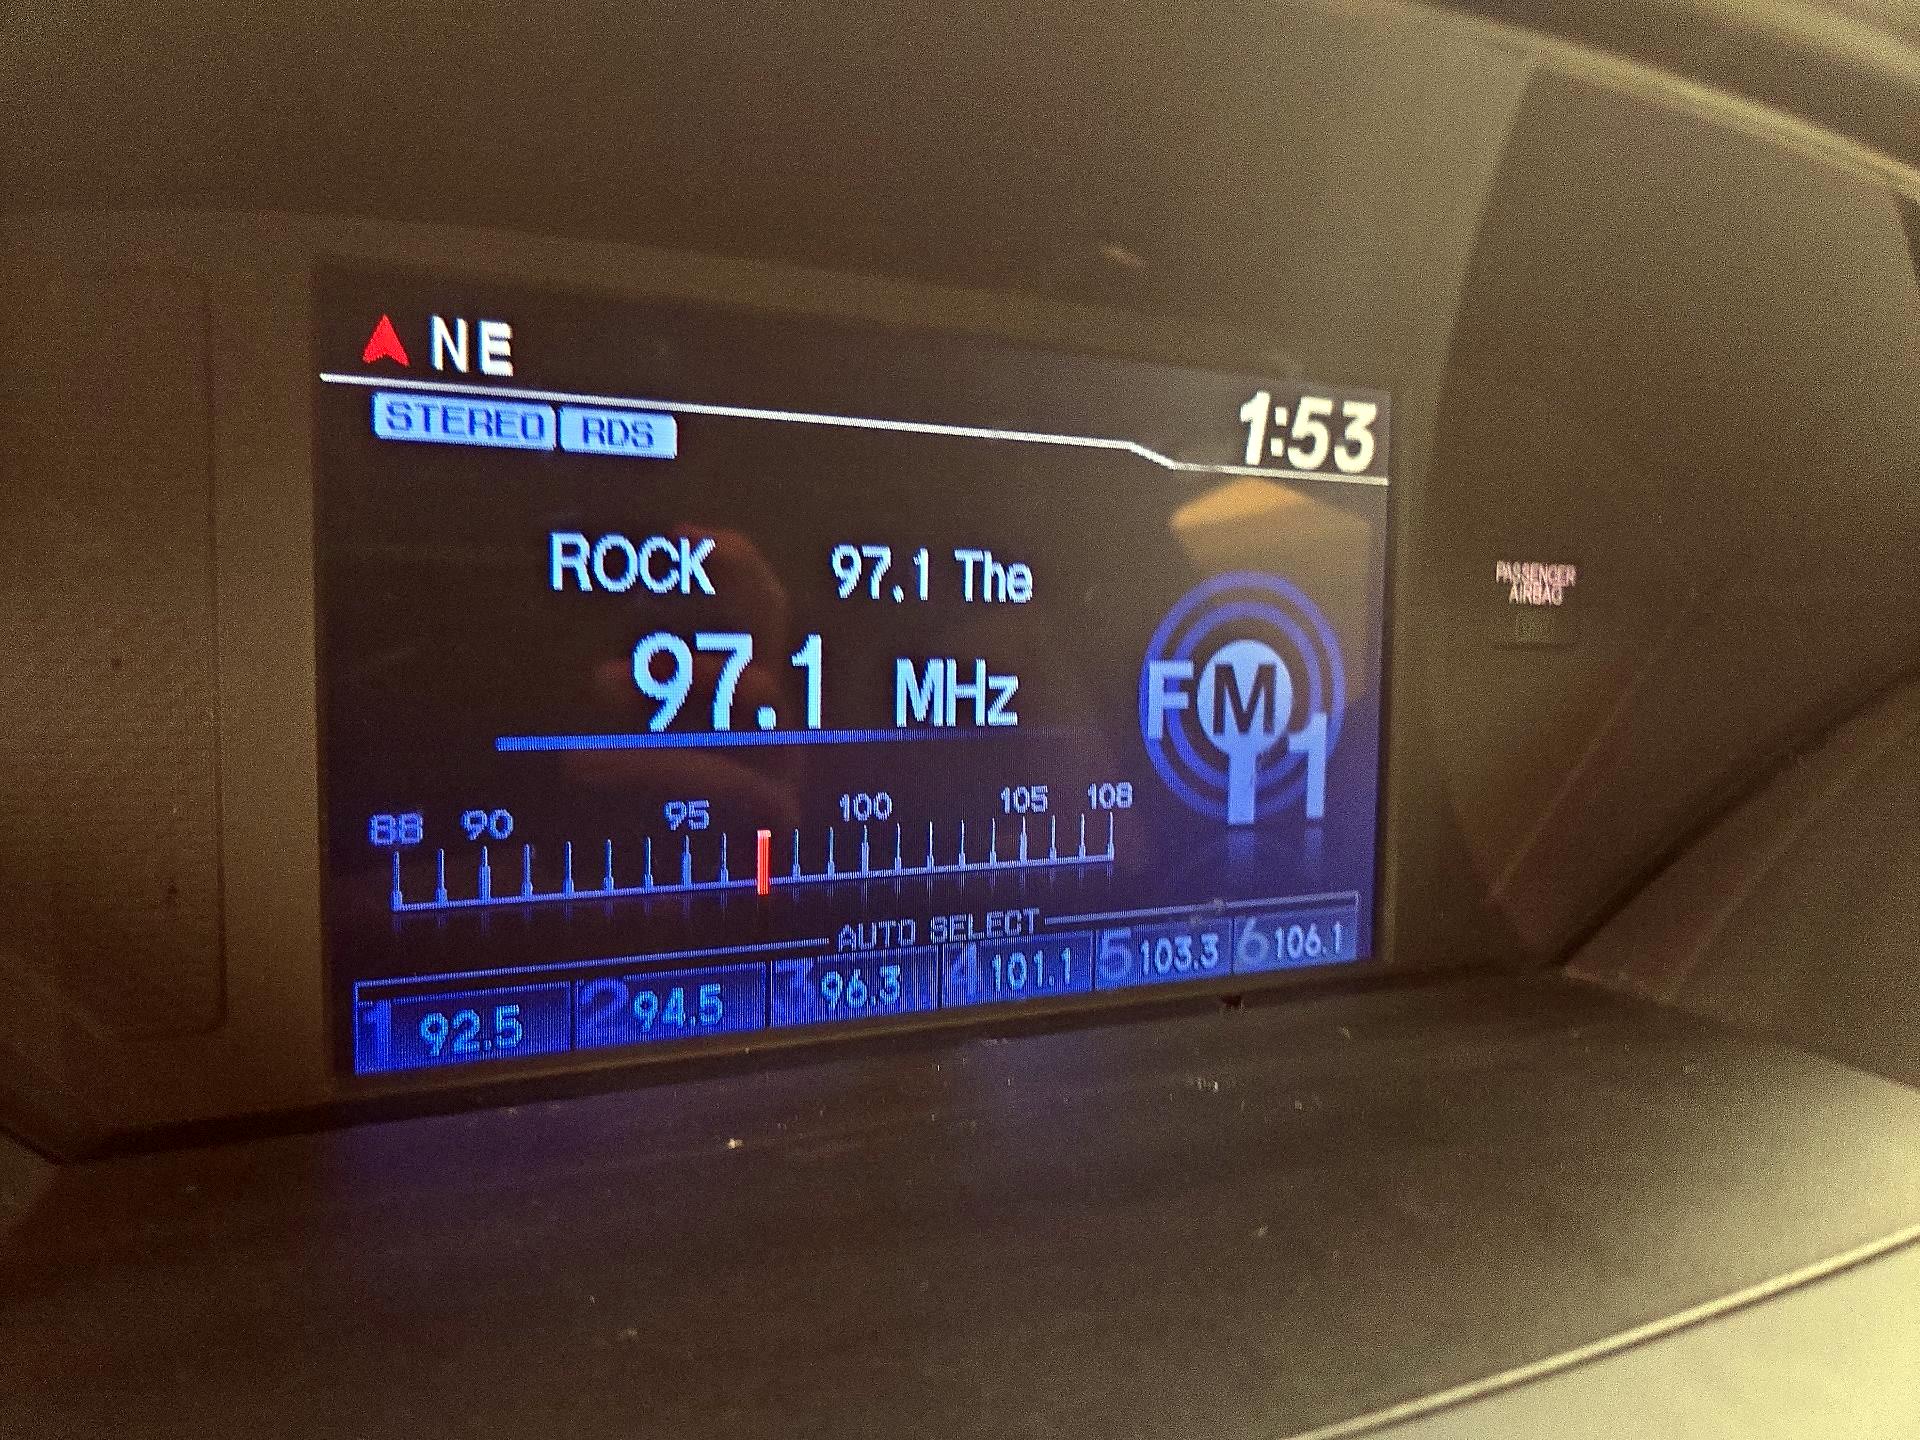 NE
1:53
STEREO RDS
ROCK 97.1 The
97.1 MHz
FM1
88 90 95 100 105 108
AUTO SELECT
1 92.5 2 94.5 3 96.3 4 101.1 5 103.3 6 106.1
PASSENGER
AIRBAG